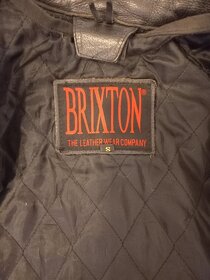 BRIXTON®
THE LEATHER WEAR COMPANY
S